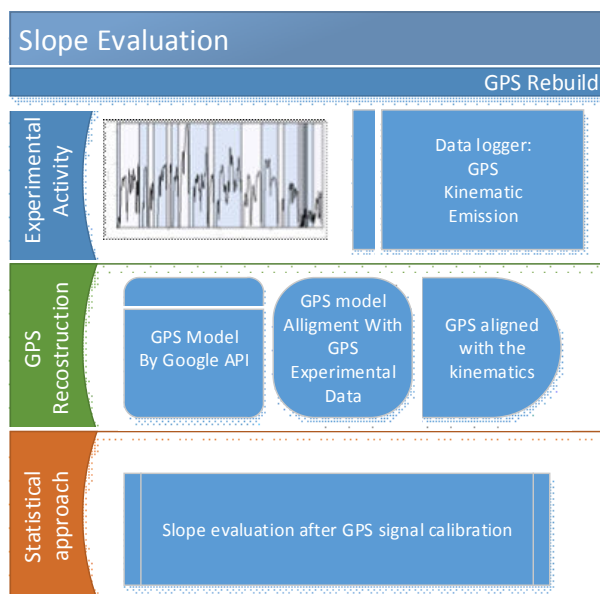 Slope Evaluation
GPS Rebuild
Experimental
Activity
Data logger:
GPS
Kinematic
Emission
GPS
Recostruction
GPS Model
By Google API
GPS model
Alligment With
GPS
Experimental
Data
GPS aligned
with the
kinematics
Statistical
approach
Slope evaluation after GPS signal calibration